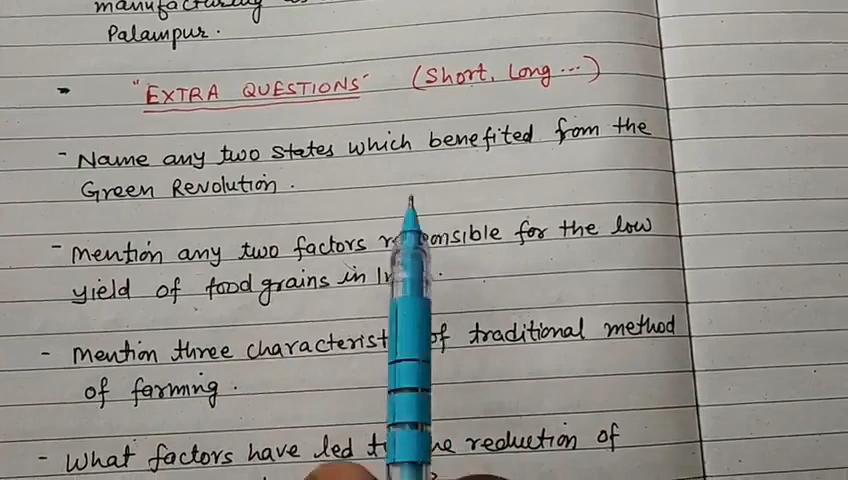 manufacturing
Palampur.
- "EXTRA QUESTIONS" (Short, Long...)
- Name any two states which benefited from the
Green Revolution.
- Mention any two factors responsible for the low
yield of food grains in
- Mention three characterist of traditional method
of farming.
- What factors have led the reduction of